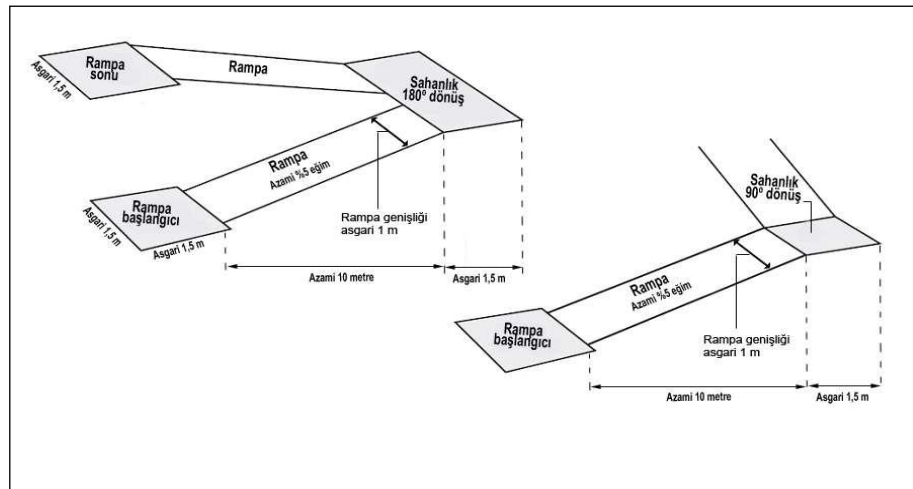 Rampa
sonu
Asgari 1,5 m
Rampa
Sahanlık
180º dönüş
Rampa
Azami %5 eğim
Rampa genişliği
asgari 1 m
Rampa
başlangıcı
Asgari 1,5 m
Asgari 1,5 m
Azami 10 metre
Asgari 1,5 m
Sahanlık
90º dönüş
Rampa
Azami %5 eğim
Rampa genişliği
asgari 1 m
Rampa
başlangıcı
Azami 10 metre
Asgari 1,5 m